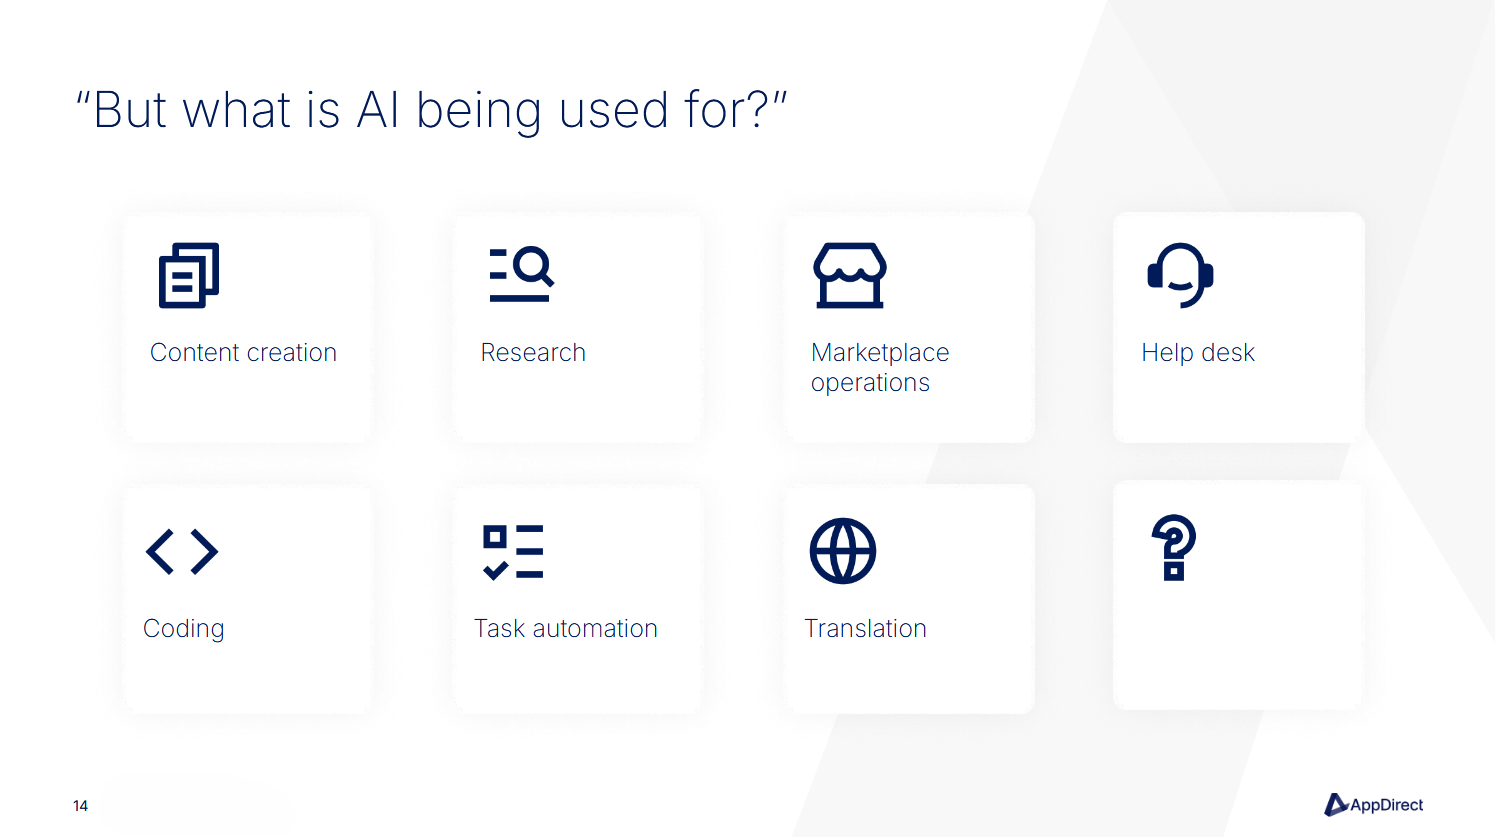 “But what is AI being used for?”
Content creation
Research
Marketplace
operations
Help desk
Coding
Task automation
Translation
14
AppDirect